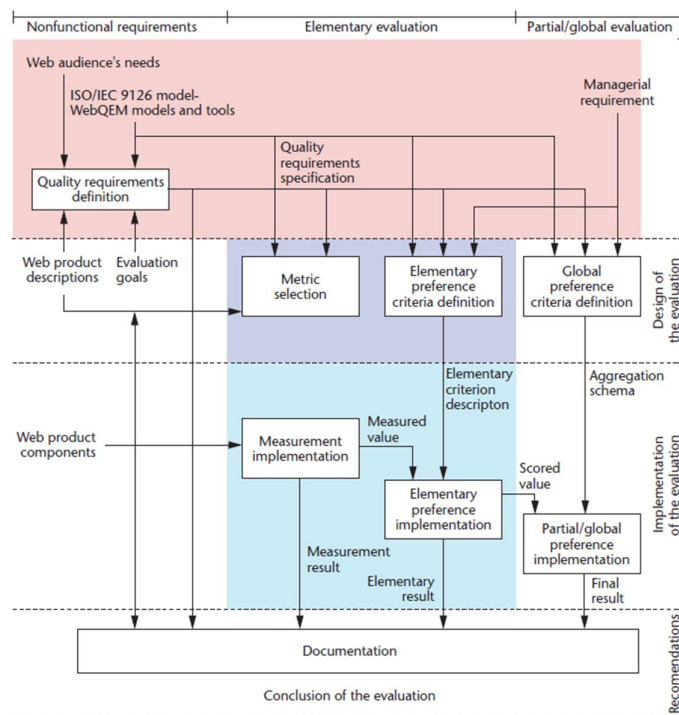 Nonfunctional requirements
Elementary evaluation
Partial/global evaluation
Web audience's needs
ISO/IEC 9126 model-
WebQEM models and tools
Managerial
requirement
Quality
requirements
specification
Quality requirements
definition
Web product
descriptions
Evaluation
goals
Metric
selection
Elementary
preference
criteria definition
Global
preference
criteria definition
Design of
the evaluation
Elementary
criterion
descripton
Aggregation
schema
Web product
components
Measurement
implementation
Measured
value
Elementary
preference
implementation
Scored
value
Partial/global
preference
implementation
Implementation
of the evaluation
Measurement
result
Elementary
result
Final
result
Documentation
Conclusion of the evaluation
Recomendations